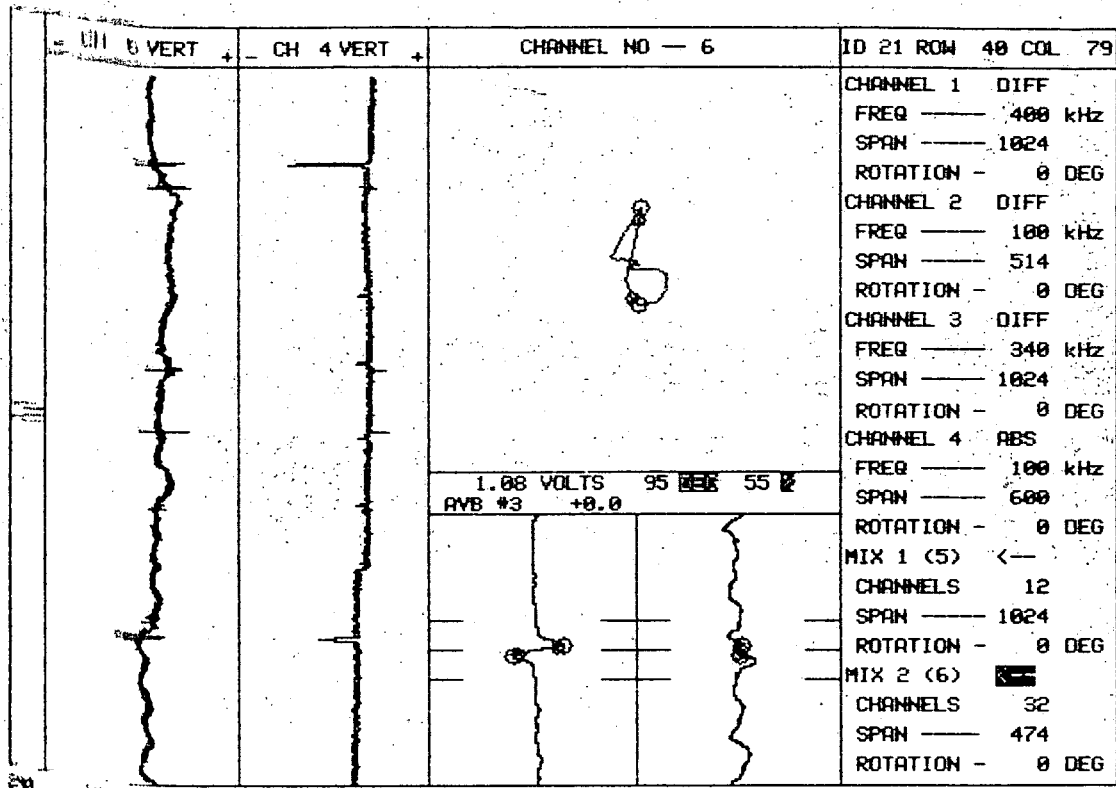 - CH 6 VERT +
- CH 4 VERT +
CHANNEL NO — 6
ID 21 ROW 40 COL 79
CHANNEL 1 DIFF
FREQ ---- 400 kHz
SPAN ---- 1024
ROTATION - 0 DEG
CHANNEL 2 DIFF
FREQ ---- 100 kHz
SPAN ---- 514
ROTATION - 0 DEG
CHANNEL 3 DIFF
FREQ ---- 340 kHz
SPAN ---- 1024
ROTATION - 0 DEG
CHANNEL 4 ABS
FREQ ---- 100 kHz
SPAN ---- 600
ROTATION - 0 DEG
MIX 1 (5) <--
CHANNELS 12
SPAN ---- 1024
ROTATION - 0 DEG
MIX 2 (6) <--
CHANNELS 32
SPAN ---- 474
ROTATION - 0 DEG
1.08 VOLTS 95 DEG 55
AVB #3 +0.0